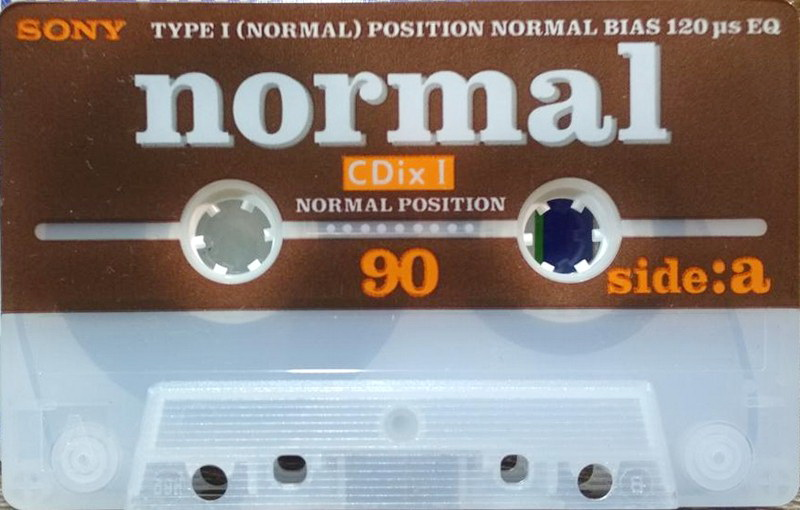 SONY TYPE I (NORMAL) POSITION NORMAL BIAS 120 µs EQ
normal
CDix I
NORMAL POSITION
90
side:a